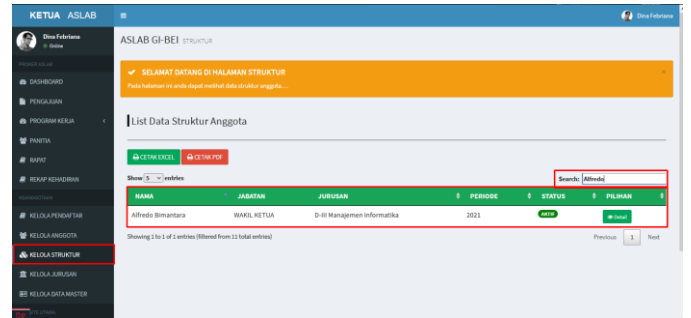 KETUA ASLAB
Dina Febriana
Dina Febriana
Online
ASLAB GI-BEI STRUKTUR
SELAMAT DATANG DI HALAMAN STRUKTUR
Pada halaman ini anda dapat melihat data struktur anggota....
DASHBOARD
PENGAJUAN
PROGRAM KERJA
PANITIA
RAPAT
REKAP KEHADIRAN
KELOLA PENDAFTAR
KELOLA ANGGOTA
KELOLA STRUKTUR
KELOLA JURUSAN
KELOLA DATA MASTER
List Data Struktur Anggota
CETAK EXCEL CETAK PDF
Show 5 entries
Search: Alfredo
NAMA JABATAN JURUSAN PERIODE STATUS PILIHAN
Alfredo Bimantara WAKIL KETUA D-III Manajemen Informatika 2021 AKTIF Detail
Showing 1 to 1 of 1 entries (filtered from 11 total entries)
Previous 1 Next